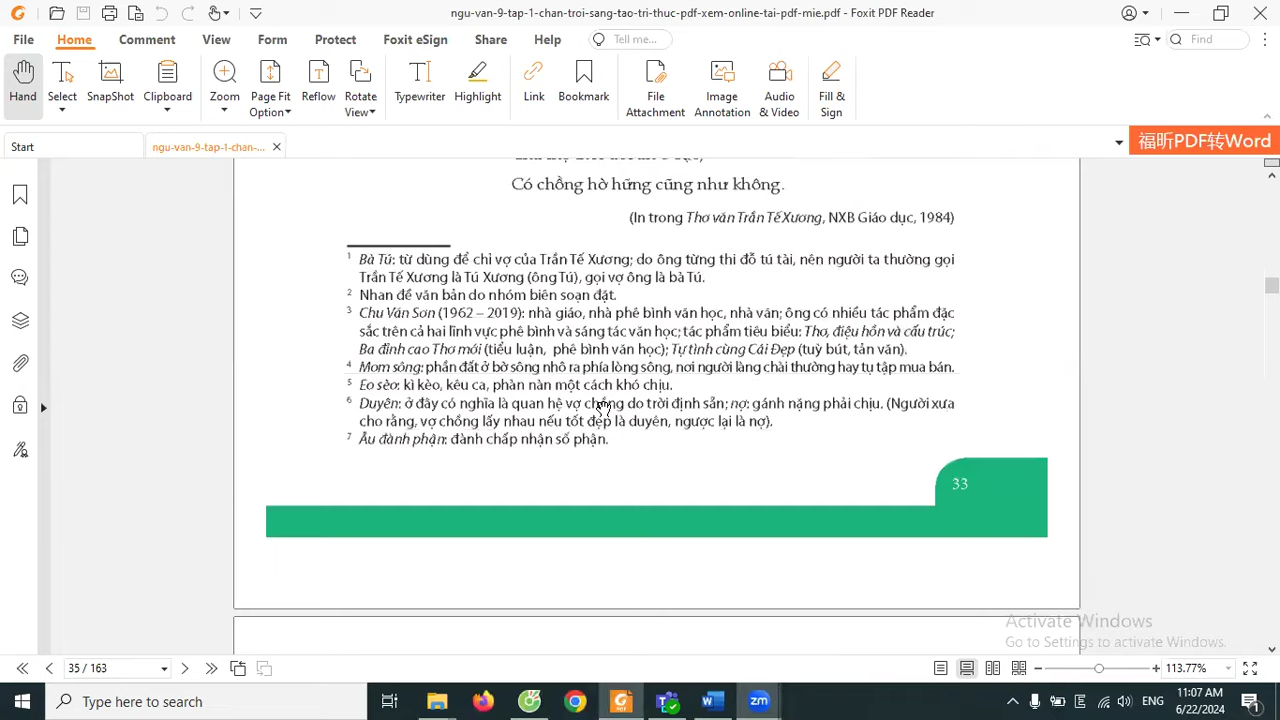 ngu-van-9-tap-1-chan-troi-sang-tao-tri-thuc-pdf-xem-online-tai-pdf-mie.pdf - Foxit PDF Reader
File Home Comment View Form Protect Foxit eSign Share Help Tell me... Find
Hand Select SnapShot Clipboard Zoom Page Fit Option Reflow Rotate View Typewriter Highlight Link Bookmark File Attachment Image Annotation Audio & Video Fill & Sign
Start ngu-van-9-tap-1-chan-... 福昕PDF转Word
Có chồng hờ hững cũng như không.
(In trong Thơ văn Trần Tế Xương, NXB Giáo dục, 1984)
1 Bà Tú: từ dùng để chỉ vợ của Trần Tế Xương; do ông từng thi đỗ tú tài, nên người ta thường gọi
Trần Tế Xương là Tú Xương (ông Tú), gọi vợ ông là bà Tú.
2 Nhan đề văn bản do nhóm biên soạn đặt.
3 Chu Văn Sơn (1962 – 2019): nhà giáo, nhà phê bình văn học, nhà văn; ông có nhiều tác phẩm đặc
sắc trên cả hai lĩnh vực phê bình và sáng tác văn học; tác phẩm tiêu biểu: Thơ, điệu hồn và cấu trúc;
Ba đỉnh cao Thơ mới (tiểu luận, phê bình văn học); Tự tình cùng Cái Đẹp (tuỳ bút, tản văn).
4 Mom sông: phần đất ở bờ sông nhô ra phía lòng sông, nơi người làng chài thường hay tụ tập mua bán.
5 Eo sèo: kì kèo, kêu ca, phàn nàn một cách khó chịu.
6 Duyên: ở đây có nghĩa là quan hệ vợ chồng do trời định sẵn; nợ: gánh nặng phải chịu. (Người xưa
cho rằng, vợ chồng lấy nhau nếu tốt đẹp là duyên, ngược lại là nợ).
7 Âu đành phận: đành chấp nhận số phận.
33
Activate Windows
Go to Settings to activate Windows.
35 / 163 113.77%
Type here to search ENG 11:07 AM
6/22/2024 1